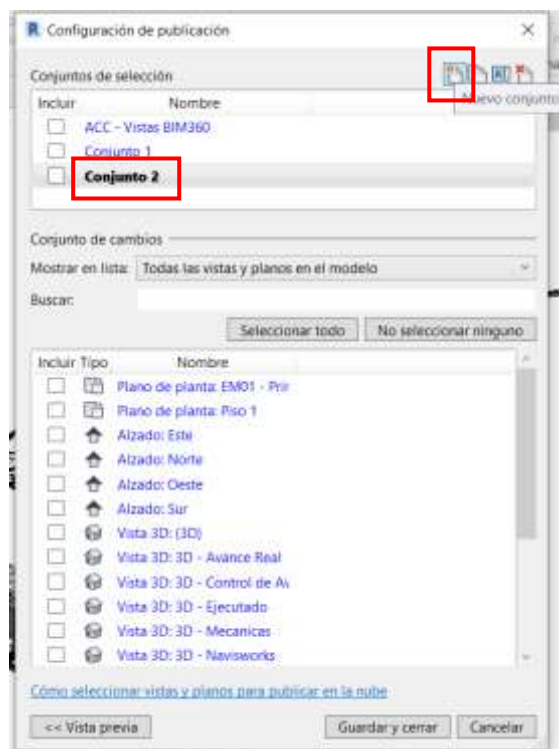 R Configuración de publicación
Conjuntos de selección
Nuevo conjunto
Incluir Nombre
ACC - Vistas BIM360
Conjunto 1
Conjunto 2
Conjunto de cambios
Mostrar en lista: Todas las vistas y planos en el modelo
Buscar:
Seleccionar todo No seleccionar ninguno
Incluir Tipo Nombre
Plano de planta: EM01 - Prir
Plano de planta: Piso 1
Alzado: Este
Alzado: Norte
Alzado: Oeste
Alzado: Sur
Vista 3D: (3D)
Vista 3D: 3D - Avance Real
Vista 3D: 3D - Control de Av
Vista 3D: 3D - Ejecutado
Vista 3D: 3D - Mecanicas
Vista 3D: 3D - Navisworks
Cómo seleccionar vistas y planos para publicar en la nube
<< Vista previa Guardar y cerrar Cancelar